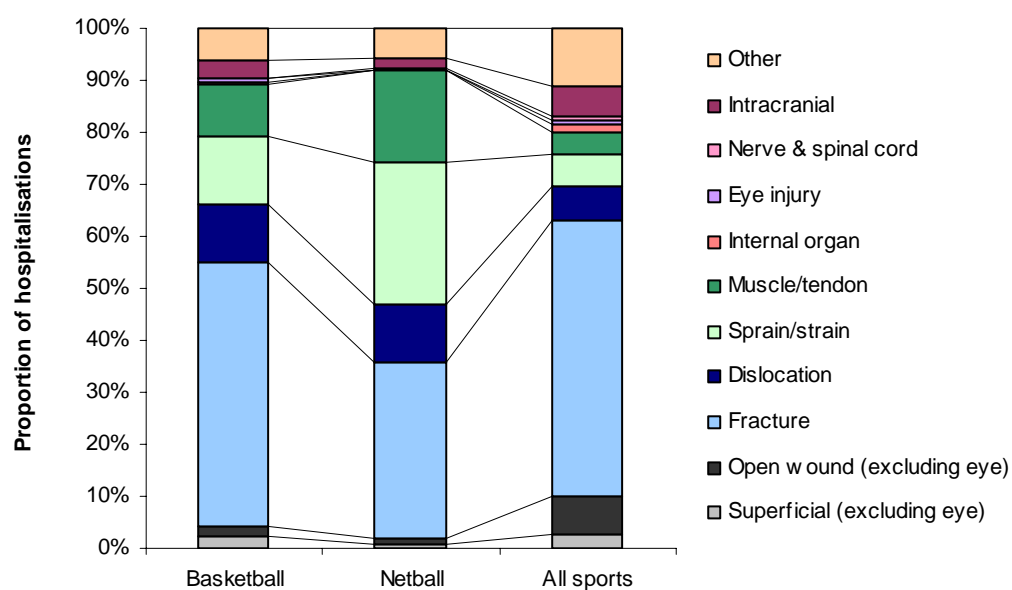 Proportion of hospitalisations
100%
90%
80%
70%
60%
50%
40%
30%
20%
10%
0%
Basketball Netball All sports
Other
Intracranial
Nerve & spinal cord
Eye injury
Internal organ
Muscle/tendon
Sprain/strain
Dislocation
Fracture
Open wound (excluding eye)
Superficial (excluding eye)